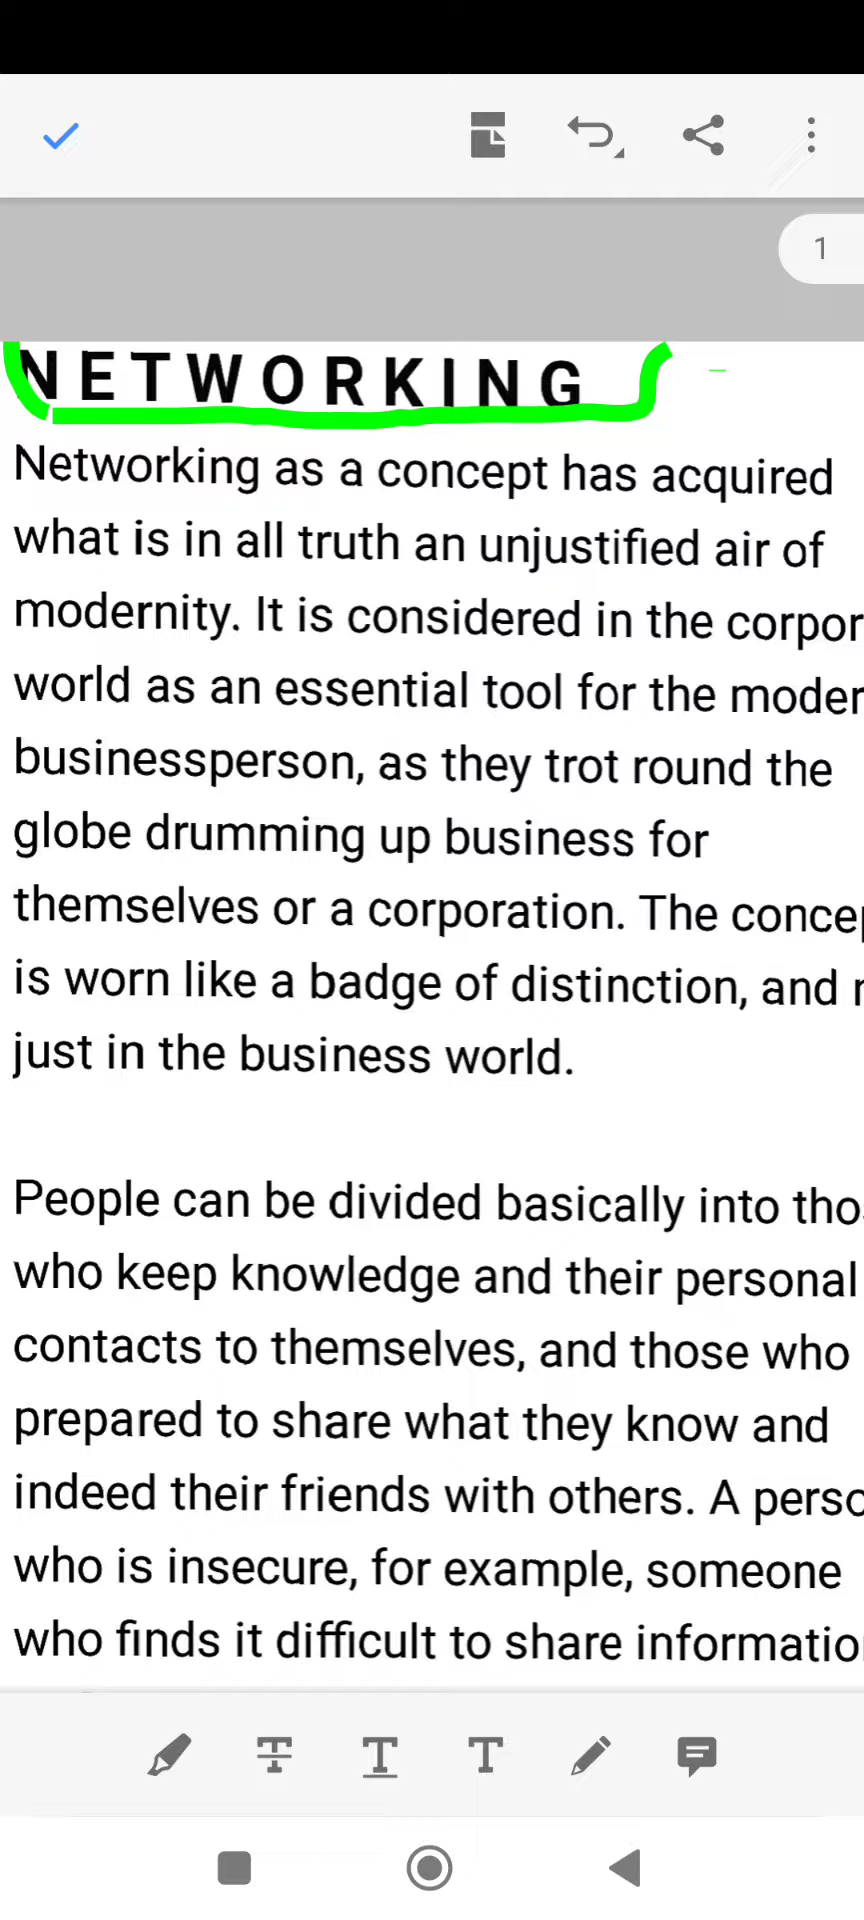 1
NETWORKING
Networking as a concept has acquired
what is in all truth an unjustified air of
modernity. It is considered in the corpor
world as an essential tool for the moder
businessperson, as they trot round the
globe drumming up business for
themselves or a corporation. The concep
is worn like a badge of distinction, and
just in the business world.
People can be divided basically into thos
who keep knowledge and their personal
contacts to themselves, and those who
prepared to share what they know and
indeed their friends with others. A perso
who is insecure, for example, someone
who finds it difficult to share informatio